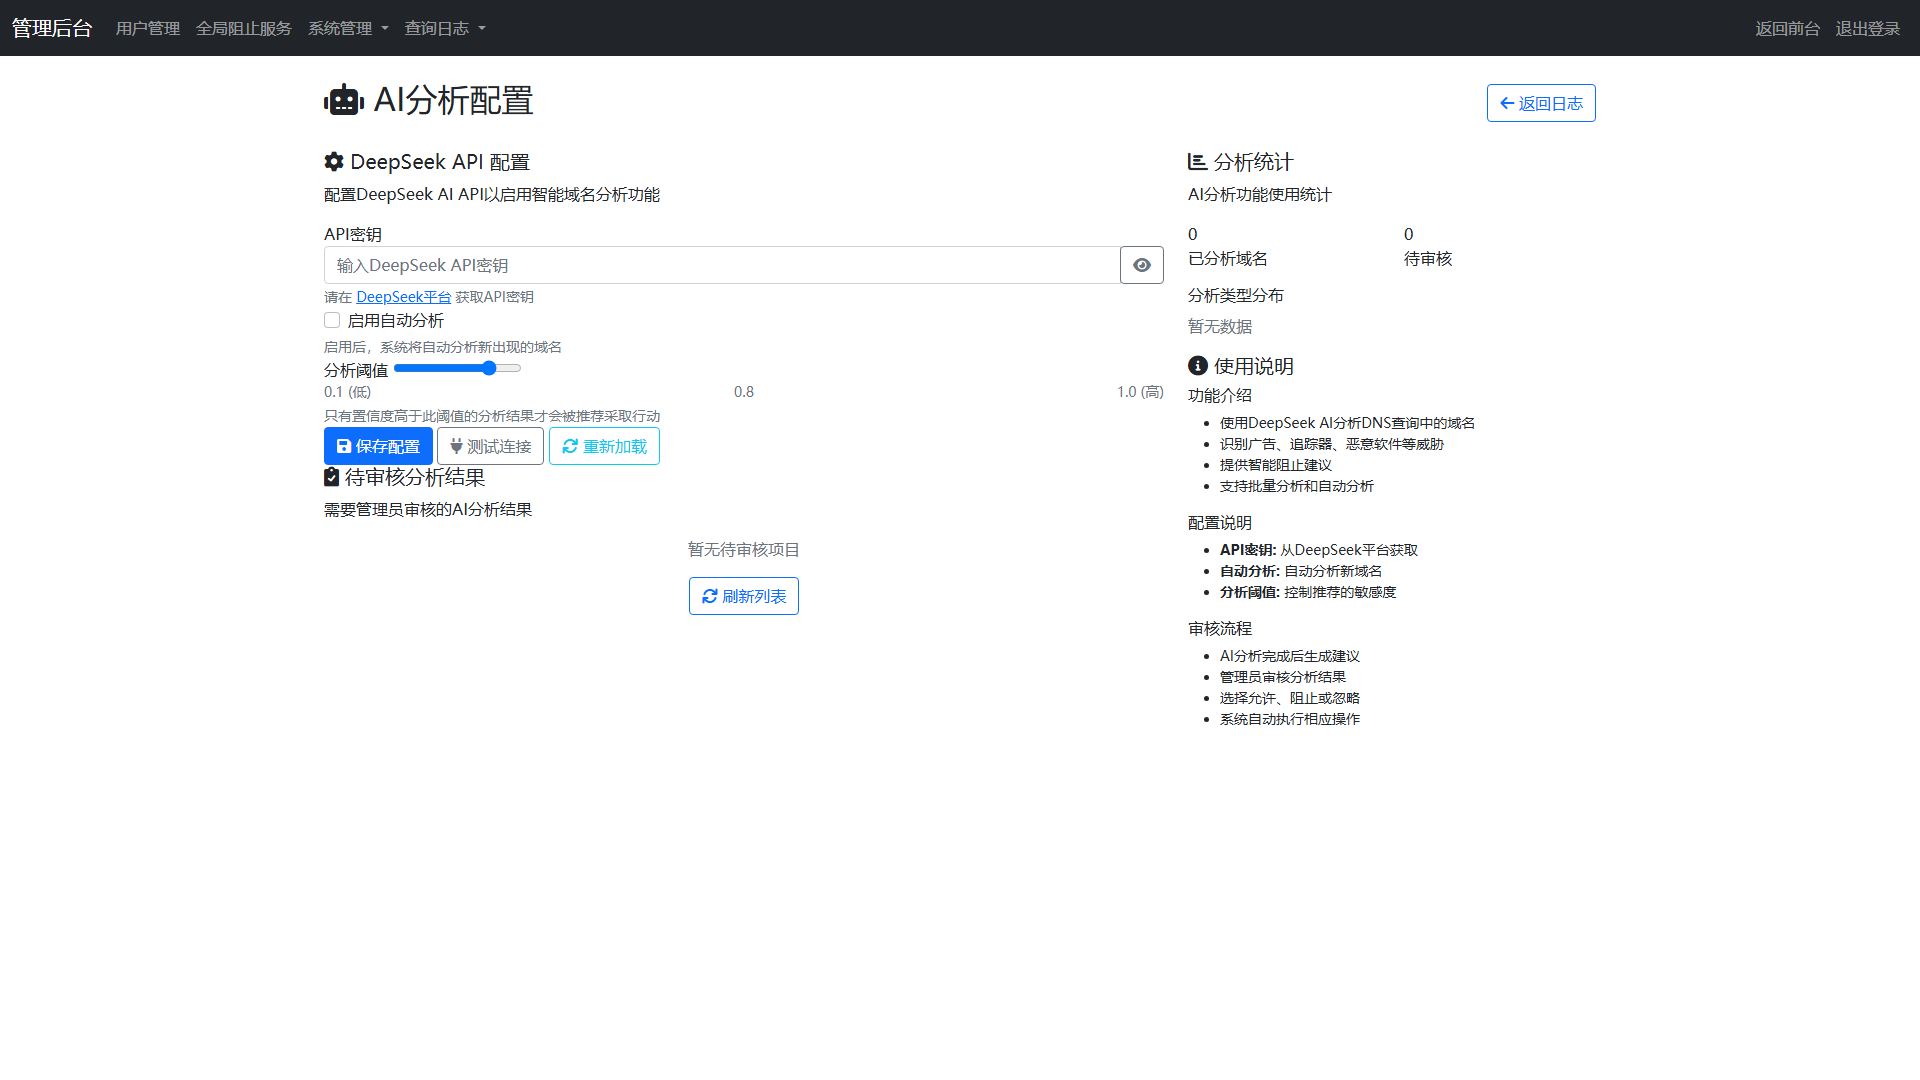 管理后台 用户管理 全局阻止服务 系统管理 查询日志 返回前台 退出登录
AI分析配置
返回日志
DeepSeek API 配置
配置DeepSeek AI API以启用智能域名分析功能
API密钥
输入DeepSeek API密钥
请在 DeepSeek平台 获取API密钥
启用自动分析
启用后，系统将自动分析新出现的域名
分析阈值
0.1 (低) 0.8 1.0 (高)
只有置信度高于此阈值的分析结果才会被推荐采取行动
保存配置 测试连接 重新加载
待审核分析结果
需要管理员审核的AI分析结果
暂无待审核项目
刷新列表
分析统计
AI分析功能使用统计
0 0
已分析域名 待审核
分析类型分布
暂无数据
使用说明
功能介绍
使用DeepSeek AI分析DNS查询中的域名
识别广告、追踪器、恶意软件等威胁
提供智能阻止建议
支持批量分析和自动分析
配置说明
API密钥: 从DeepSeek平台获取
自动分析: 自动分析新域名
分析阈值: 控制推荐的敏感度
审核流程
AI分析完成后生成建议
管理员审核分析结果
选择允许、阻止或忽略
系统自动执行相应操作